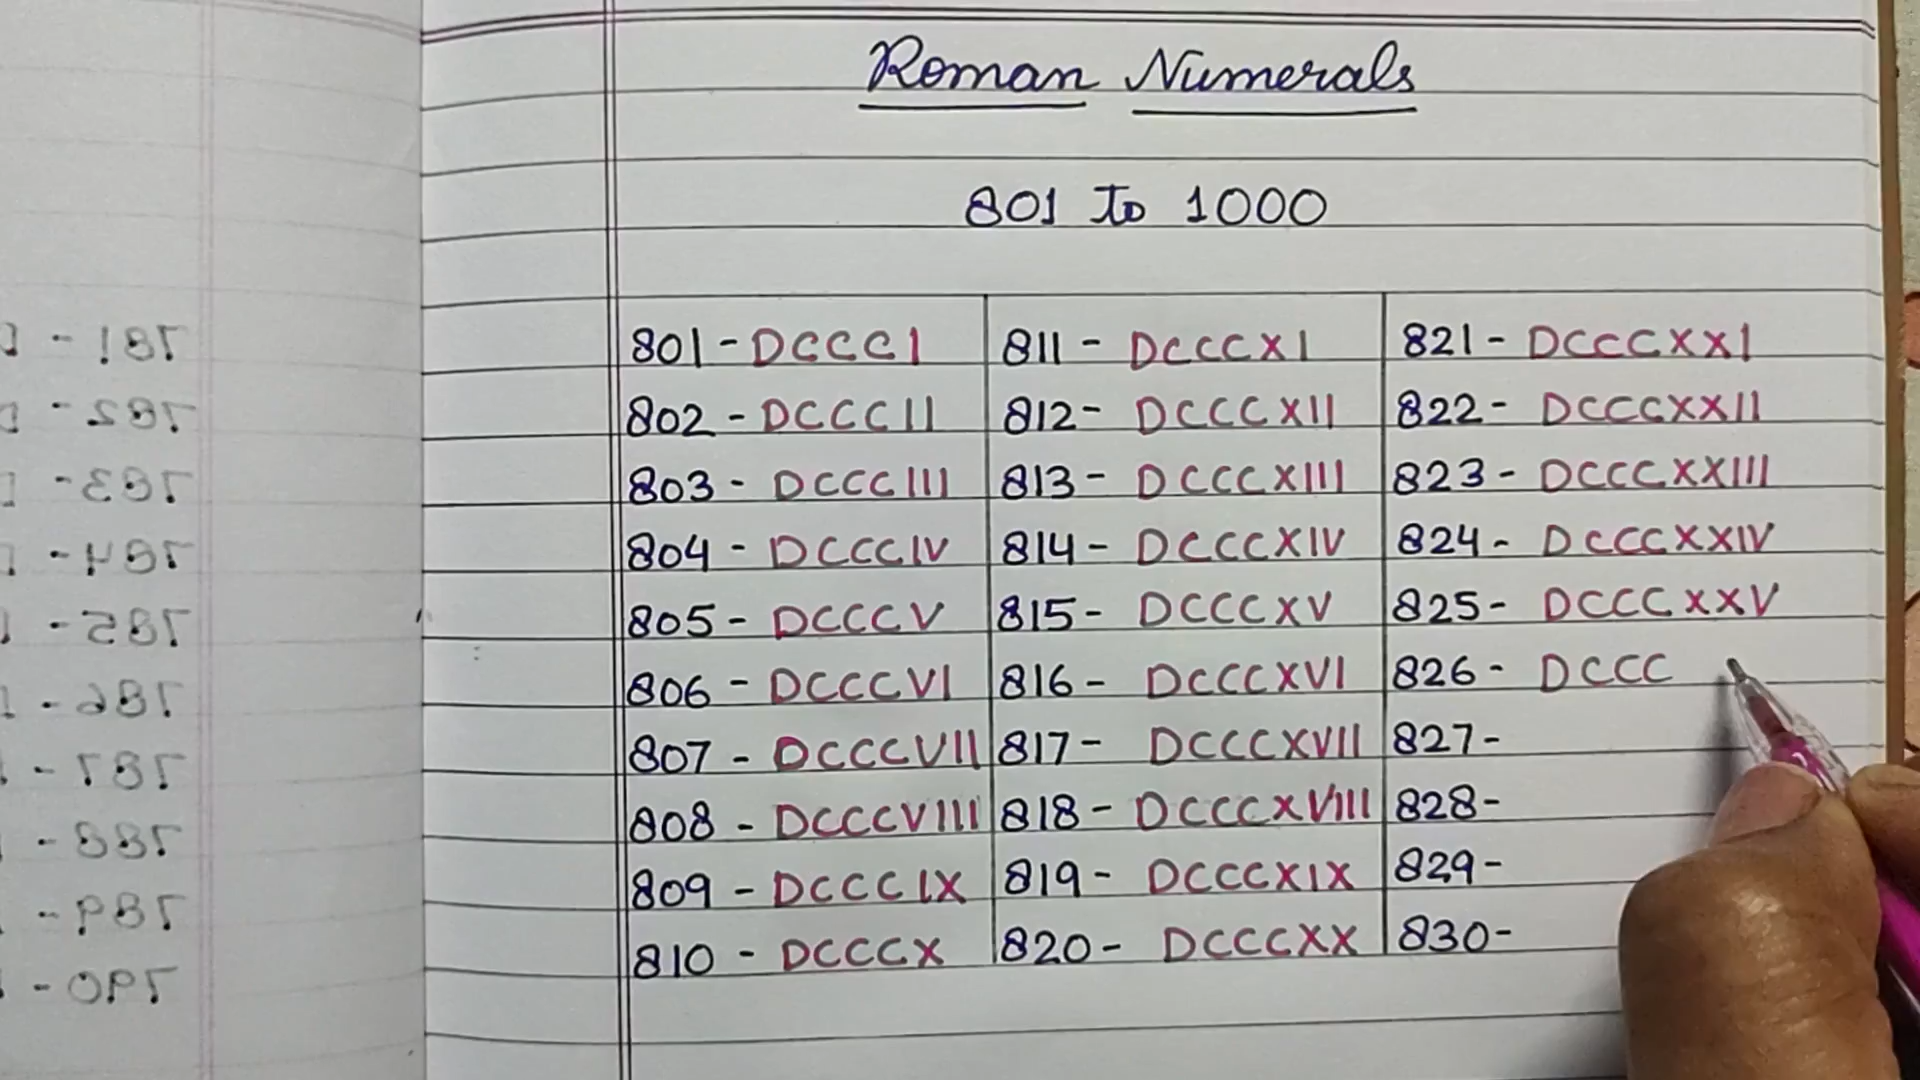 Roman Numerals
801 To 1000
801 - DCCCI
802 - DCCCII
803 - DCCCIII
804 - DCCCIV
805 - DCCCV
806 - DCCCVI
807 - DCCCVII
808 - DCCCVIII
809 - DCCCIX
810 - DCCCX
811 - DCCCXI
812 - DCCCXII
813 - DCCCXIII
814 - DCCCXIV
815 - DCCCXV
816 - DCCCXVI
817 - DCCCXVII
818 - DCCCXVIII
819 - DCCCXIX
820 - DCCCXX
821 - DCCCXXI
822 - DCCCXXII
823 - DCCCXXIII
824 - DCCCXXIV
825 - DCCCXXV
826 - DCCC
827 -
828 -
829 -
830 -